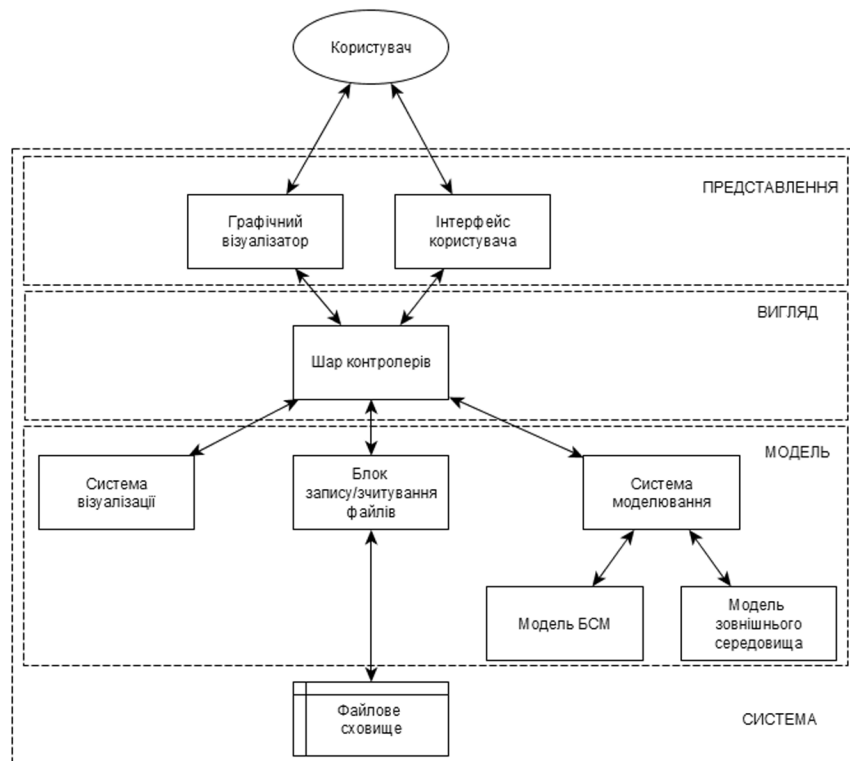 Користувач
ПРЕДСТАВЛЕННЯ
Графічний
візуалізатор
Інтерфейс
користувача
ВИГЛЯД
Шар контролерів
МОДЕЛЬ
Система
візуалізації
Блок
запису/зчитування
файлів
Система
моделювання
Модель БСМ
Модель
зовнішнього
середовища
Файлове
сховище
СИСТЕМА